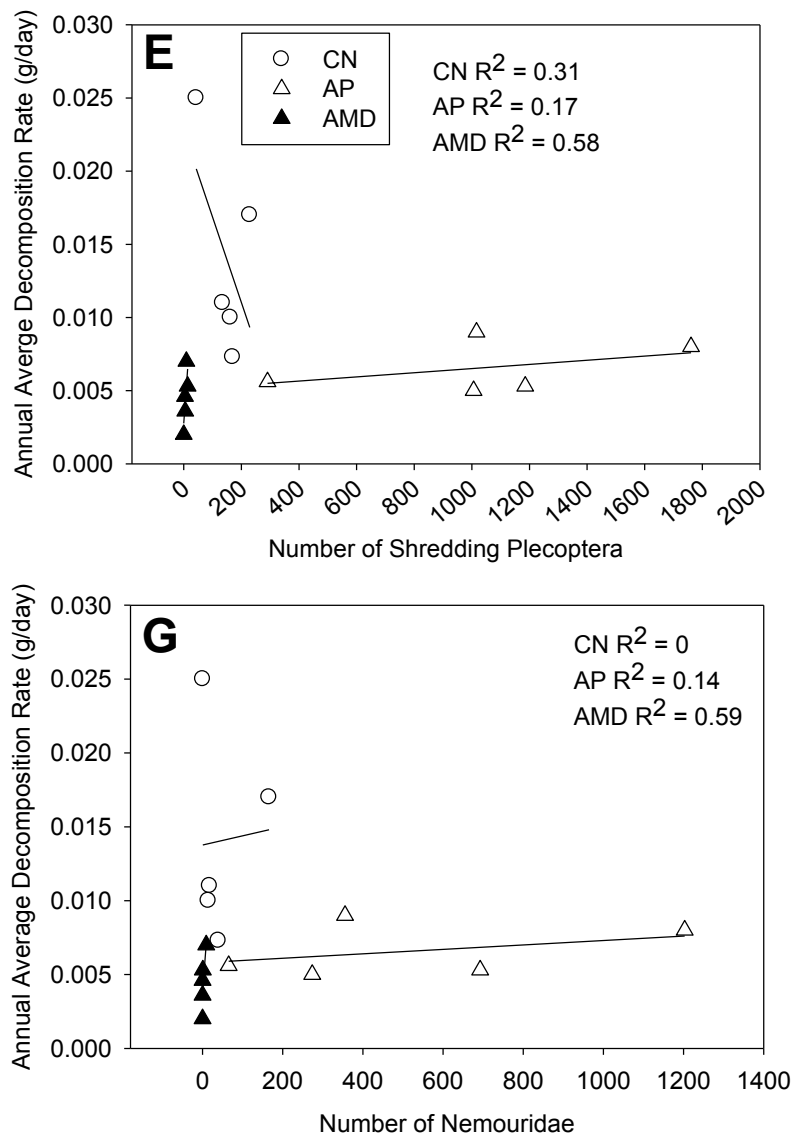 E
CN
AP
AMD
CN R² = 0.31
AP R² = 0.17
AMD R² = 0.58
Annual Averge Decomposition Rate (g/day)
0.030
0.025
0.020
0.015
0.010
0.005
0.000
0 200 400 600 800 1000 1200 1400 1600 1800 2000
Number of Shredding Plecoptera
G
CN R² = 0
AP R² = 0.14
AMD R² = 0.59
Annual Average Decomposition Rate (g/day)
0.030
0.025
0.020
0.015
0.010
0.005
0.000
0 200 400 600 800 1000 1200 1400
Number of Nemouridae